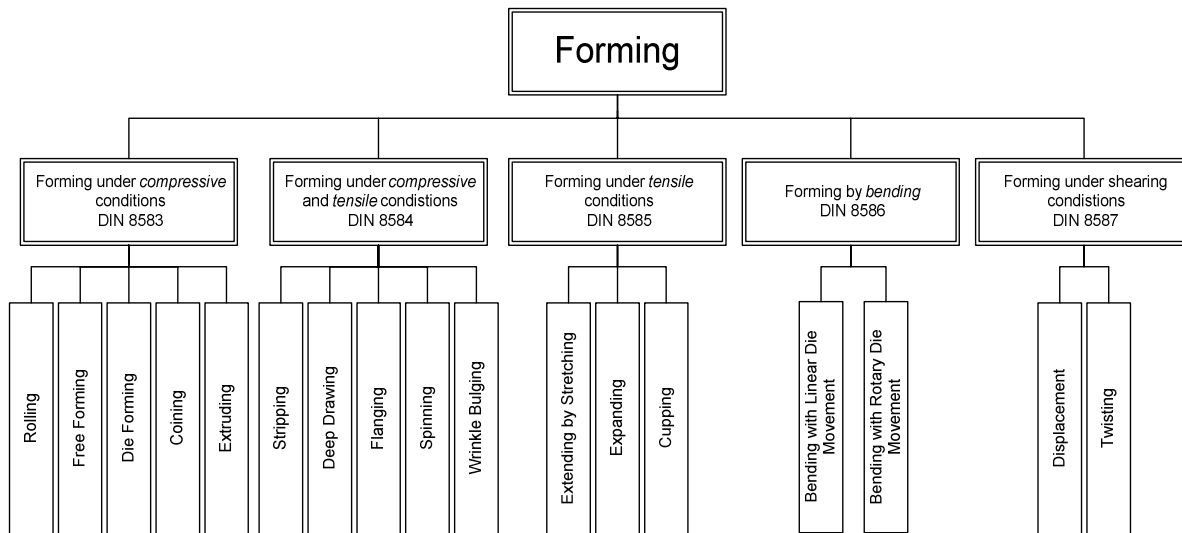 Forming
Forming under compressive
conditions
DIN 8583
Forming under compressive
and tensile condistions
DIN 8584
Forming under tensile
conditions
DIN 8585
Forming by bending
DIN 8586
Forming under shearing
condistions
DIN 8587
Rolling
Free Forming
Die Forming
Coining
Extruding
Stripping
Deep Drawing
Flanging
Spinning
Wrinkle Bulging
Extending by Stretching
Expanding
Cupping
Bending with Linear Die
Movement
Bending with Rotary Die
Movement
Displacement
Twisting